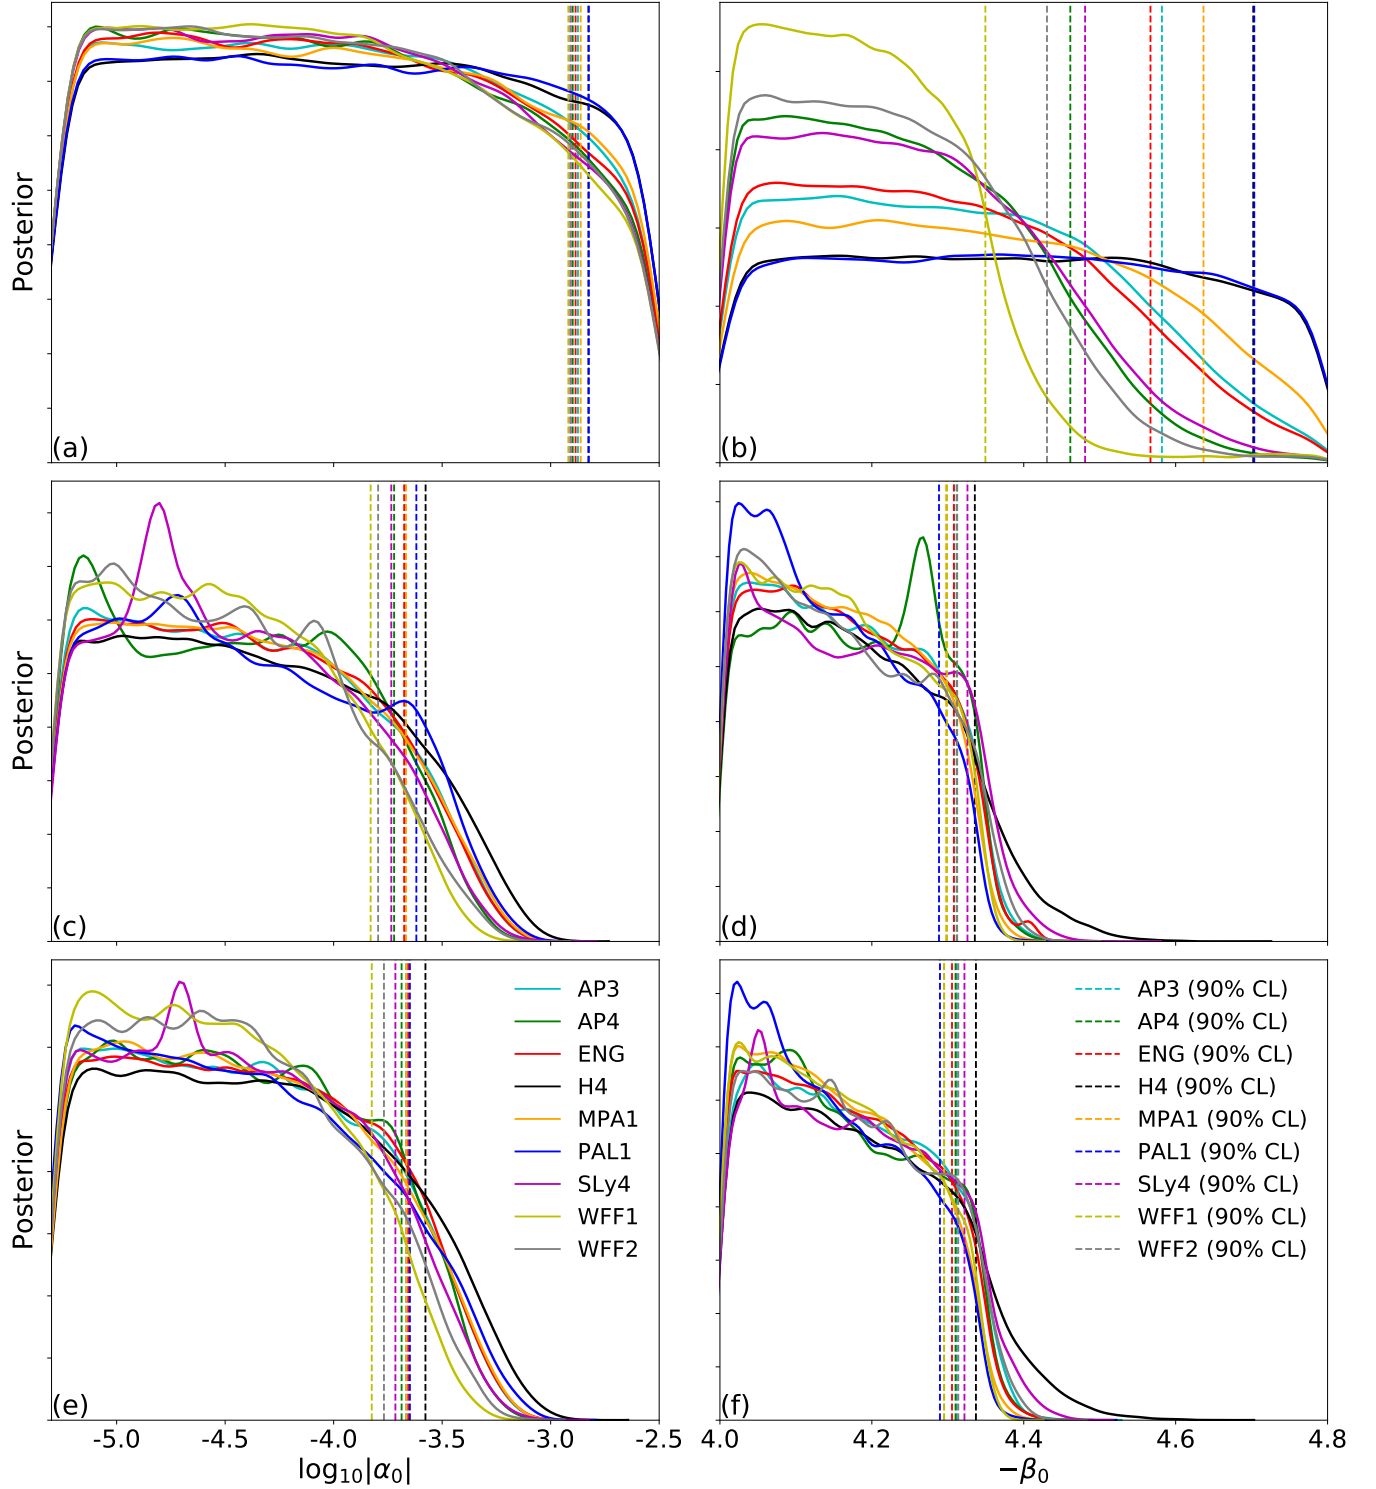 Posterior
(a)
(b)
Posterior
(c)
(d)
Posterior
AP3
AP4
ENG
H4
MPA1
PAL1
SLy4
WFF1
WFF2
(e)
AP3 (90% CL)
AP4 (90% CL)
ENG (90% CL)
H4 (90% CL)
MPA1 (90% CL)
PAL1 (90% CL)
SLy4 (90% CL)
WFF1 (90% CL)
WFF2 (90% CL)
(f)
-5.0 -4.5 -4.0 -3.5 -3.0 -2.5
log₁₀|α₀|
4.0 4.2 4.4 4.6 4.8
−β₀